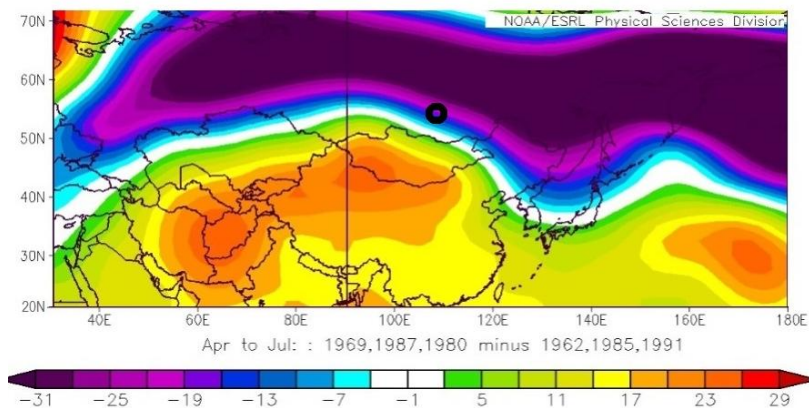 NOAA/ESRL Physical Sciences Division
70N
60N
50N
40N
30N
20N
40E 60E 80E 100E 120E 140E 160E 180E
Apr to Jul: : 1969,1987,1980 minus 1962,1985,1991
−31 −25 −19 −13 −7 −1 5 11 17 23 29